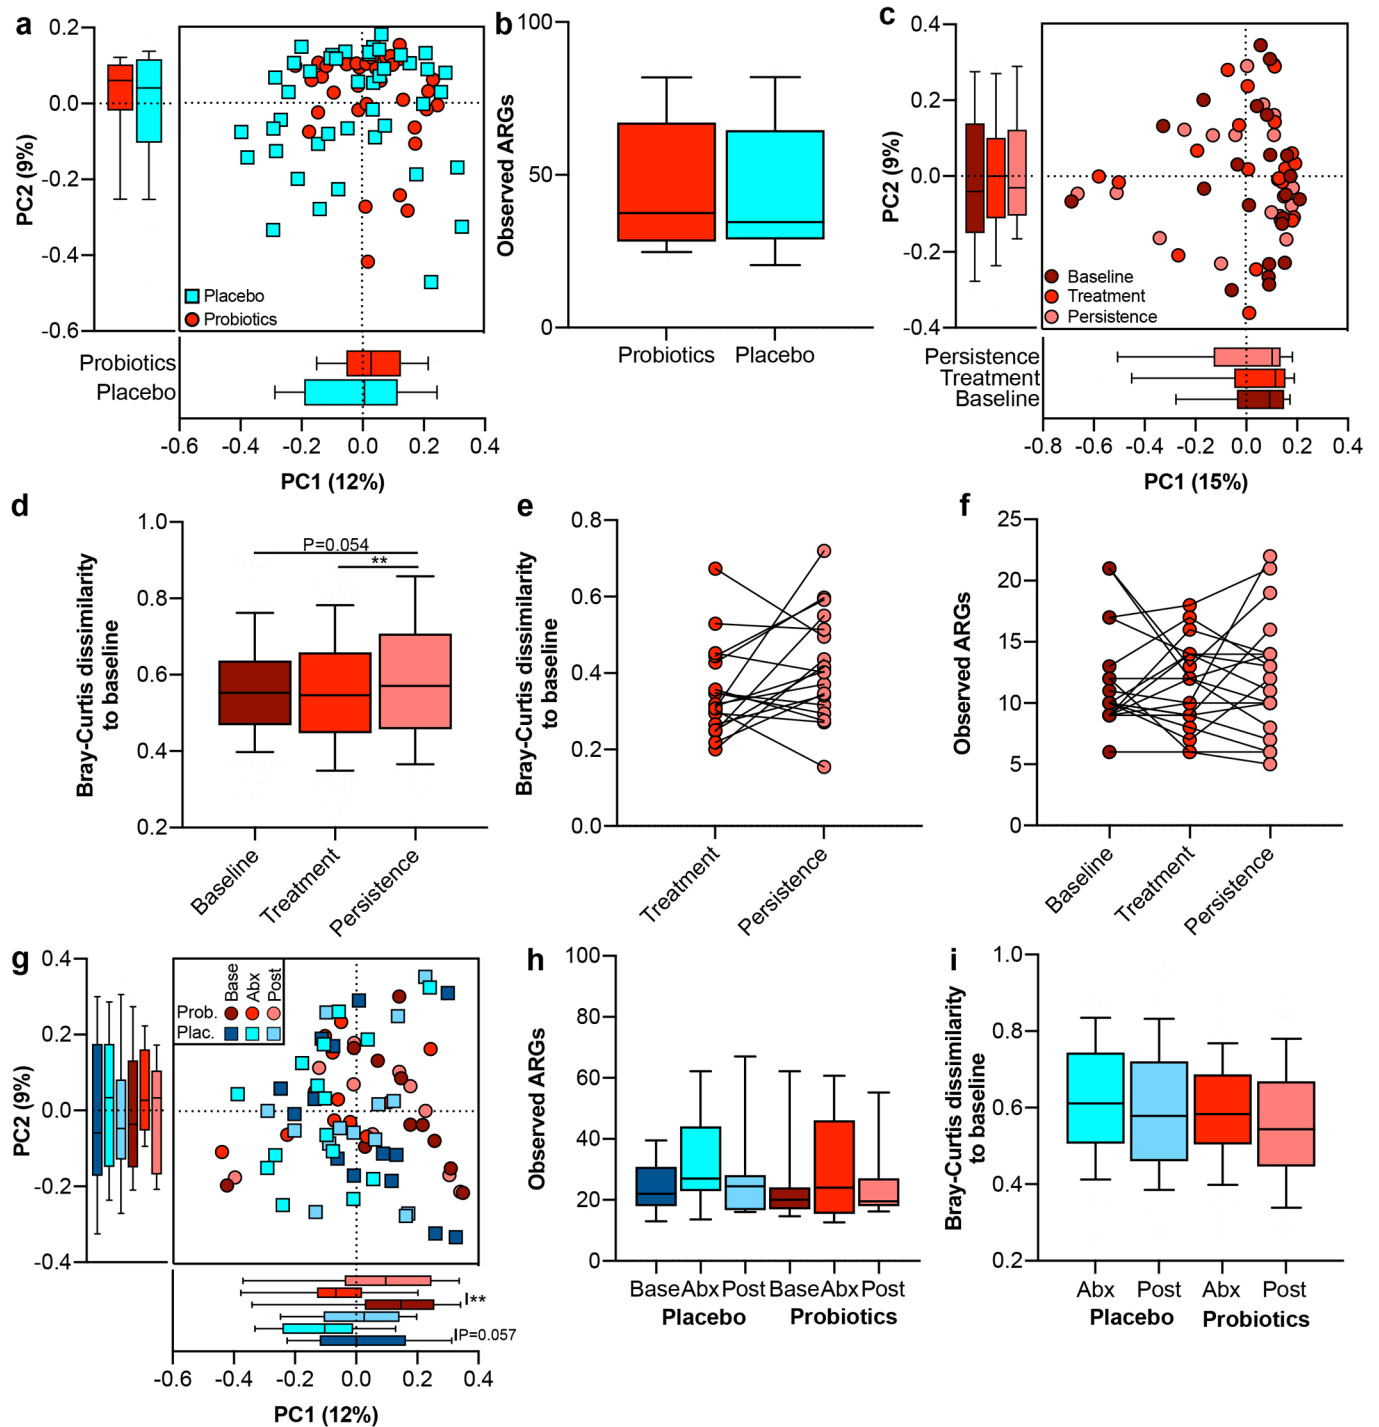 a
0.2
0.0
-0.2
-0.4
-0.6
PC2 (9%)
Placebo
Probiotics
Probiotics
Placebo
-0.6 -0.4 -0.2 0.0 0.2 0.4
PC1 (12%)
b
100
50
0
Observed ARGs
Probiotics Placebo
c
0.4
0.2
0.0
-0.2
-0.4
PC2 (9%)
Baseline
Treatment
Persistence
Persistence
Treatment
Baseline
-0.8 -0.6 -0.4 -0.2 0.0 0.2 0.4
PC1 (15%)
d
1.0
0.8
0.6
0.4
0.2
Bray-Curtis dissimilarity
to baseline
P=0.054
**
Baseline
Treatment
Persistence
e
0.8
0.6
0.4
0.2
0.0
Bray-Curtis dissimilarity
to baseline
Treatment
Persistence
f
25
20
15
10
5
0
Observed ARGs
Baseline
Treatment
Persistence
g
0.4
0.2
0.0
-0.2
-0.4
PC2 (9%)
Base Abx Post
Prob.
Plac.
**
P=0.057
-0.6 -0.4 -0.2 0.0 0.2 0.4
PC1 (12%)
h
100
80
60
40
20
0
Observed ARGs
Base Abx Post Base Abx Post
Placebo Probiotics
i
1.0
0.8
0.6
0.4
0.2
Bray-Curtis dissimilarity
to baseline
Abx Post Abx Post
Placebo Probiotics